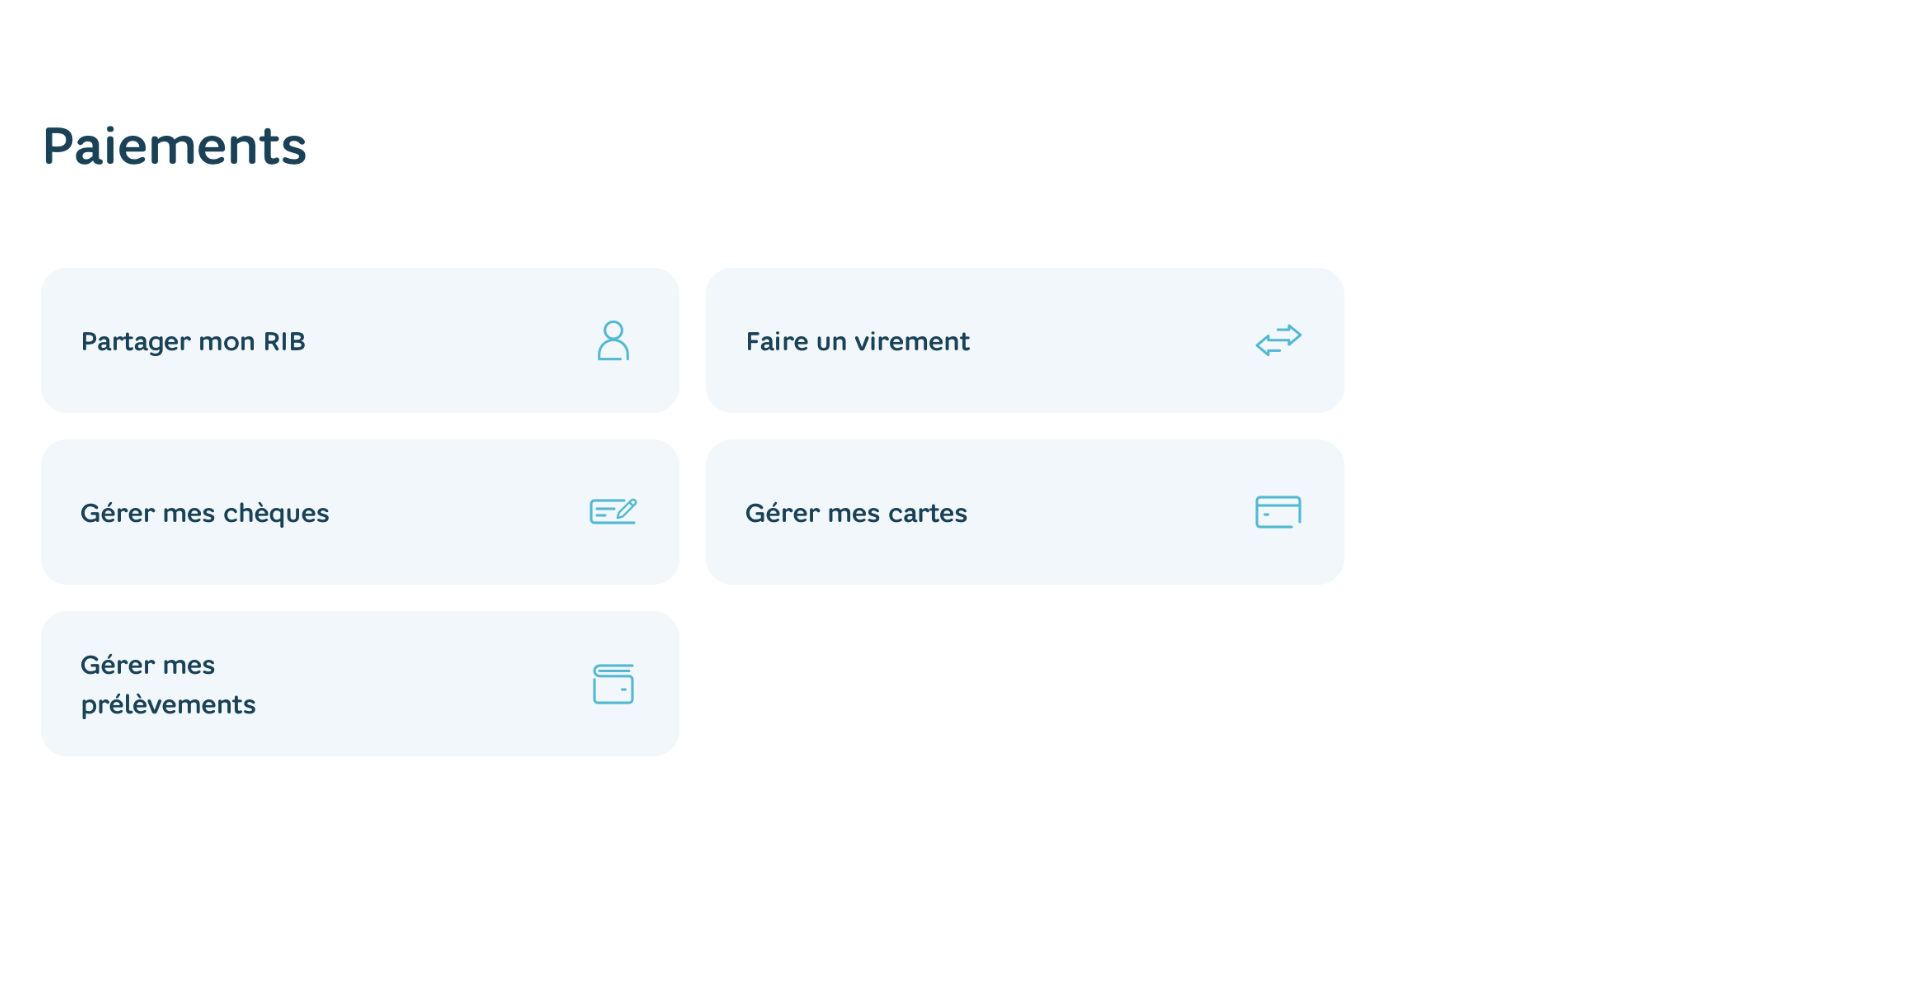 Paiements
Partager mon RIB
Faire un virement
Gérer mes chèques
Gérer mes cartes
Gérer mes
prélèvements